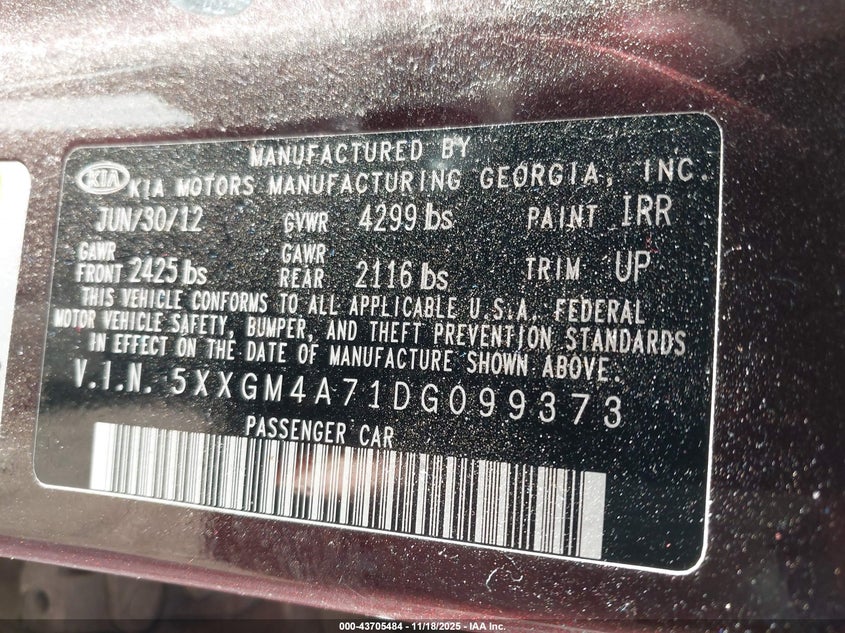 MANUFACTURED BY
KIA KIA MOTORS MANUFACTURING GEORGIA, INC.
JUN/30/12 GVWR 4299 lbs PAINT IRR
GAWR FRONT 2425 lbs GAWR REAR 2116 lbs TRIM UP
THIS VEHICLE CONFORMS TO ALL APPLICABLE U.S.A. FEDERAL
MOTOR VEHICLE SAFETY, BUMPER, AND THEFT PREVENTION STANDARDS
IN EFFECT ON THE DATE OF MANUFACTURE SHOWN ABOVE.
V.I.N. 5XXGM4A71DG099373
PASSENGER CAR
000-43705484 - 11/18/2025 - IAA Inc.